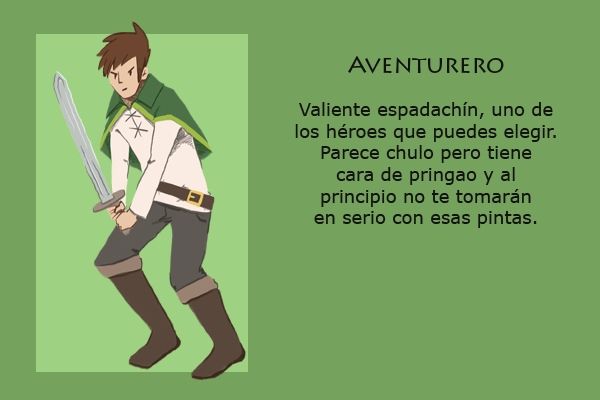 Aventurero
Valiente espadachín, uno de
los héroes que puedes elegir.
Parece chulo pero tiene
cara de pringao y al
principio no te tomarán
en serio con esas pintas.